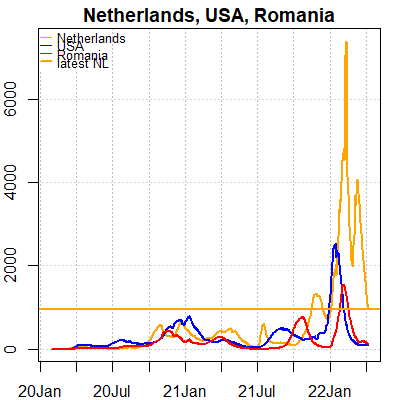 Netherlands, USA, Romania
Netherlands
USA
Romania
latest NL
6000
4000
2000
0
20Jan
20Jul
21Jan
21Jul
22Jan